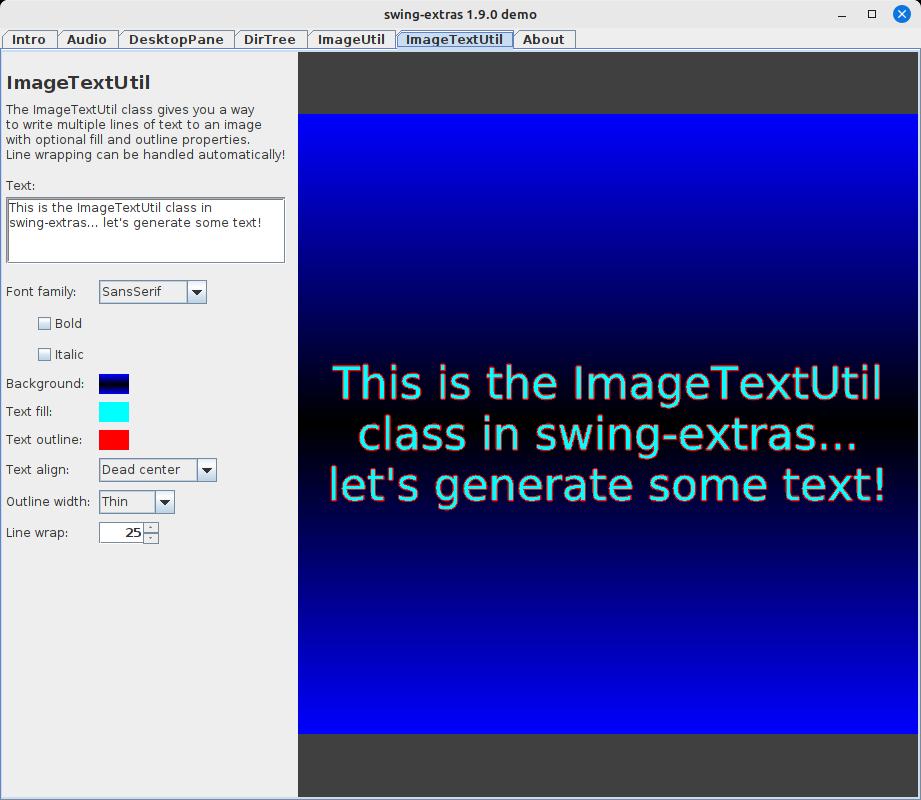 swing-extras 1.9.0 demo
Intro Audio DesktopPane DirTree ImageUtil ImageTextUtil About
ImageTextUtil
The ImageTextUtil class gives you a way
to write multiple lines of text to an image
with optional fill and outline properties.
Line wrapping can be handled automatically!
Text:
This is the ImageTextUtil class in
swing-extras... let's generate some text!
Font family: SansSerif
Bold
Italic
Background:
Text fill:
Text outline:
Text align: Dead center
Outline width: Thin
Line wrap: 25
This is the ImageTextUtil
class in swing-extras...
let's generate some text!